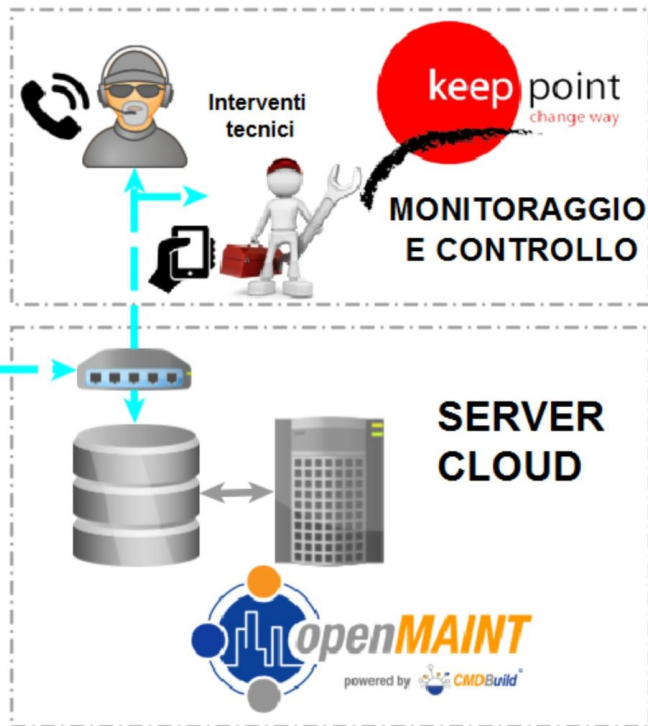 Interventi
tecnici
keep point
change way
MONITORAGGIO
E CONTROLLO
SERVER
CLOUD
openMAINT
powered by CMDBuild